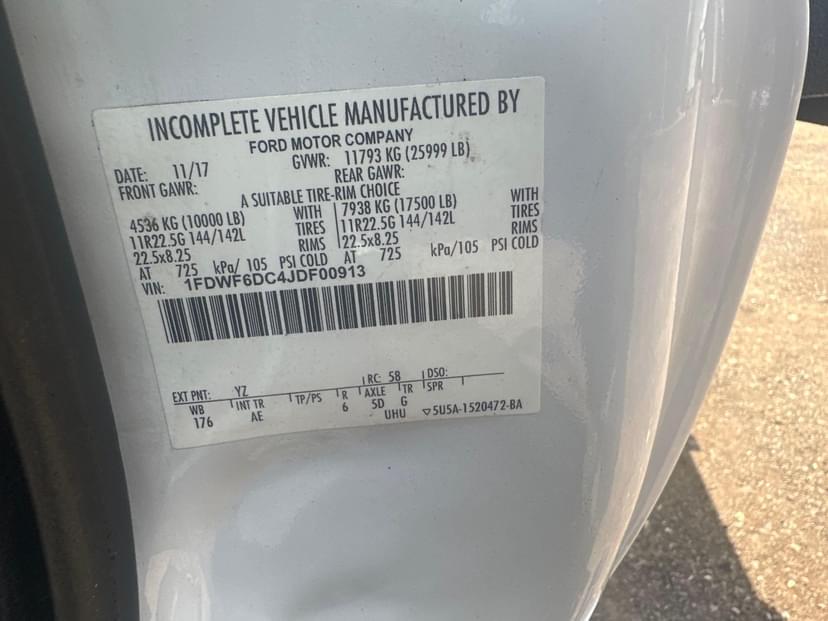 INCOMPLETE VEHICLE MANUFACTURED BY
FORD MOTOR COMPANY
DATE: 11/17 GVWR: 11793 KG (25999 LB)
FRONT GAWR: REAR GAWR:
A SUITABLE TIRE-RIM CHOICE
4536 KG (10000 LB) WITH 7938 KG (17500 LB) WITH
11R22.5G 144/142L TIRES 11R22.5G 144/142L TIRES
22.5x8.25 RIMS 22.5x8.25 RIMS
AT 725 kPa/ 105 PSI COLD AT 725 kPa/105 PSI COLD
VIN: 1FDWF6DC4JDF00913
EXT PNT: YZ RC: 58 DSO:
WB INT TR TP/PS R AXLE TR SPR
176 AE 6 5D G
UHU 5U5A-1520472-BA